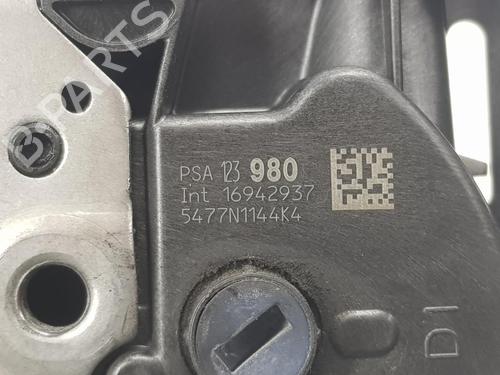 B-PARTS
PSA 123 980
Int 16942937
5477N1144K4
D1